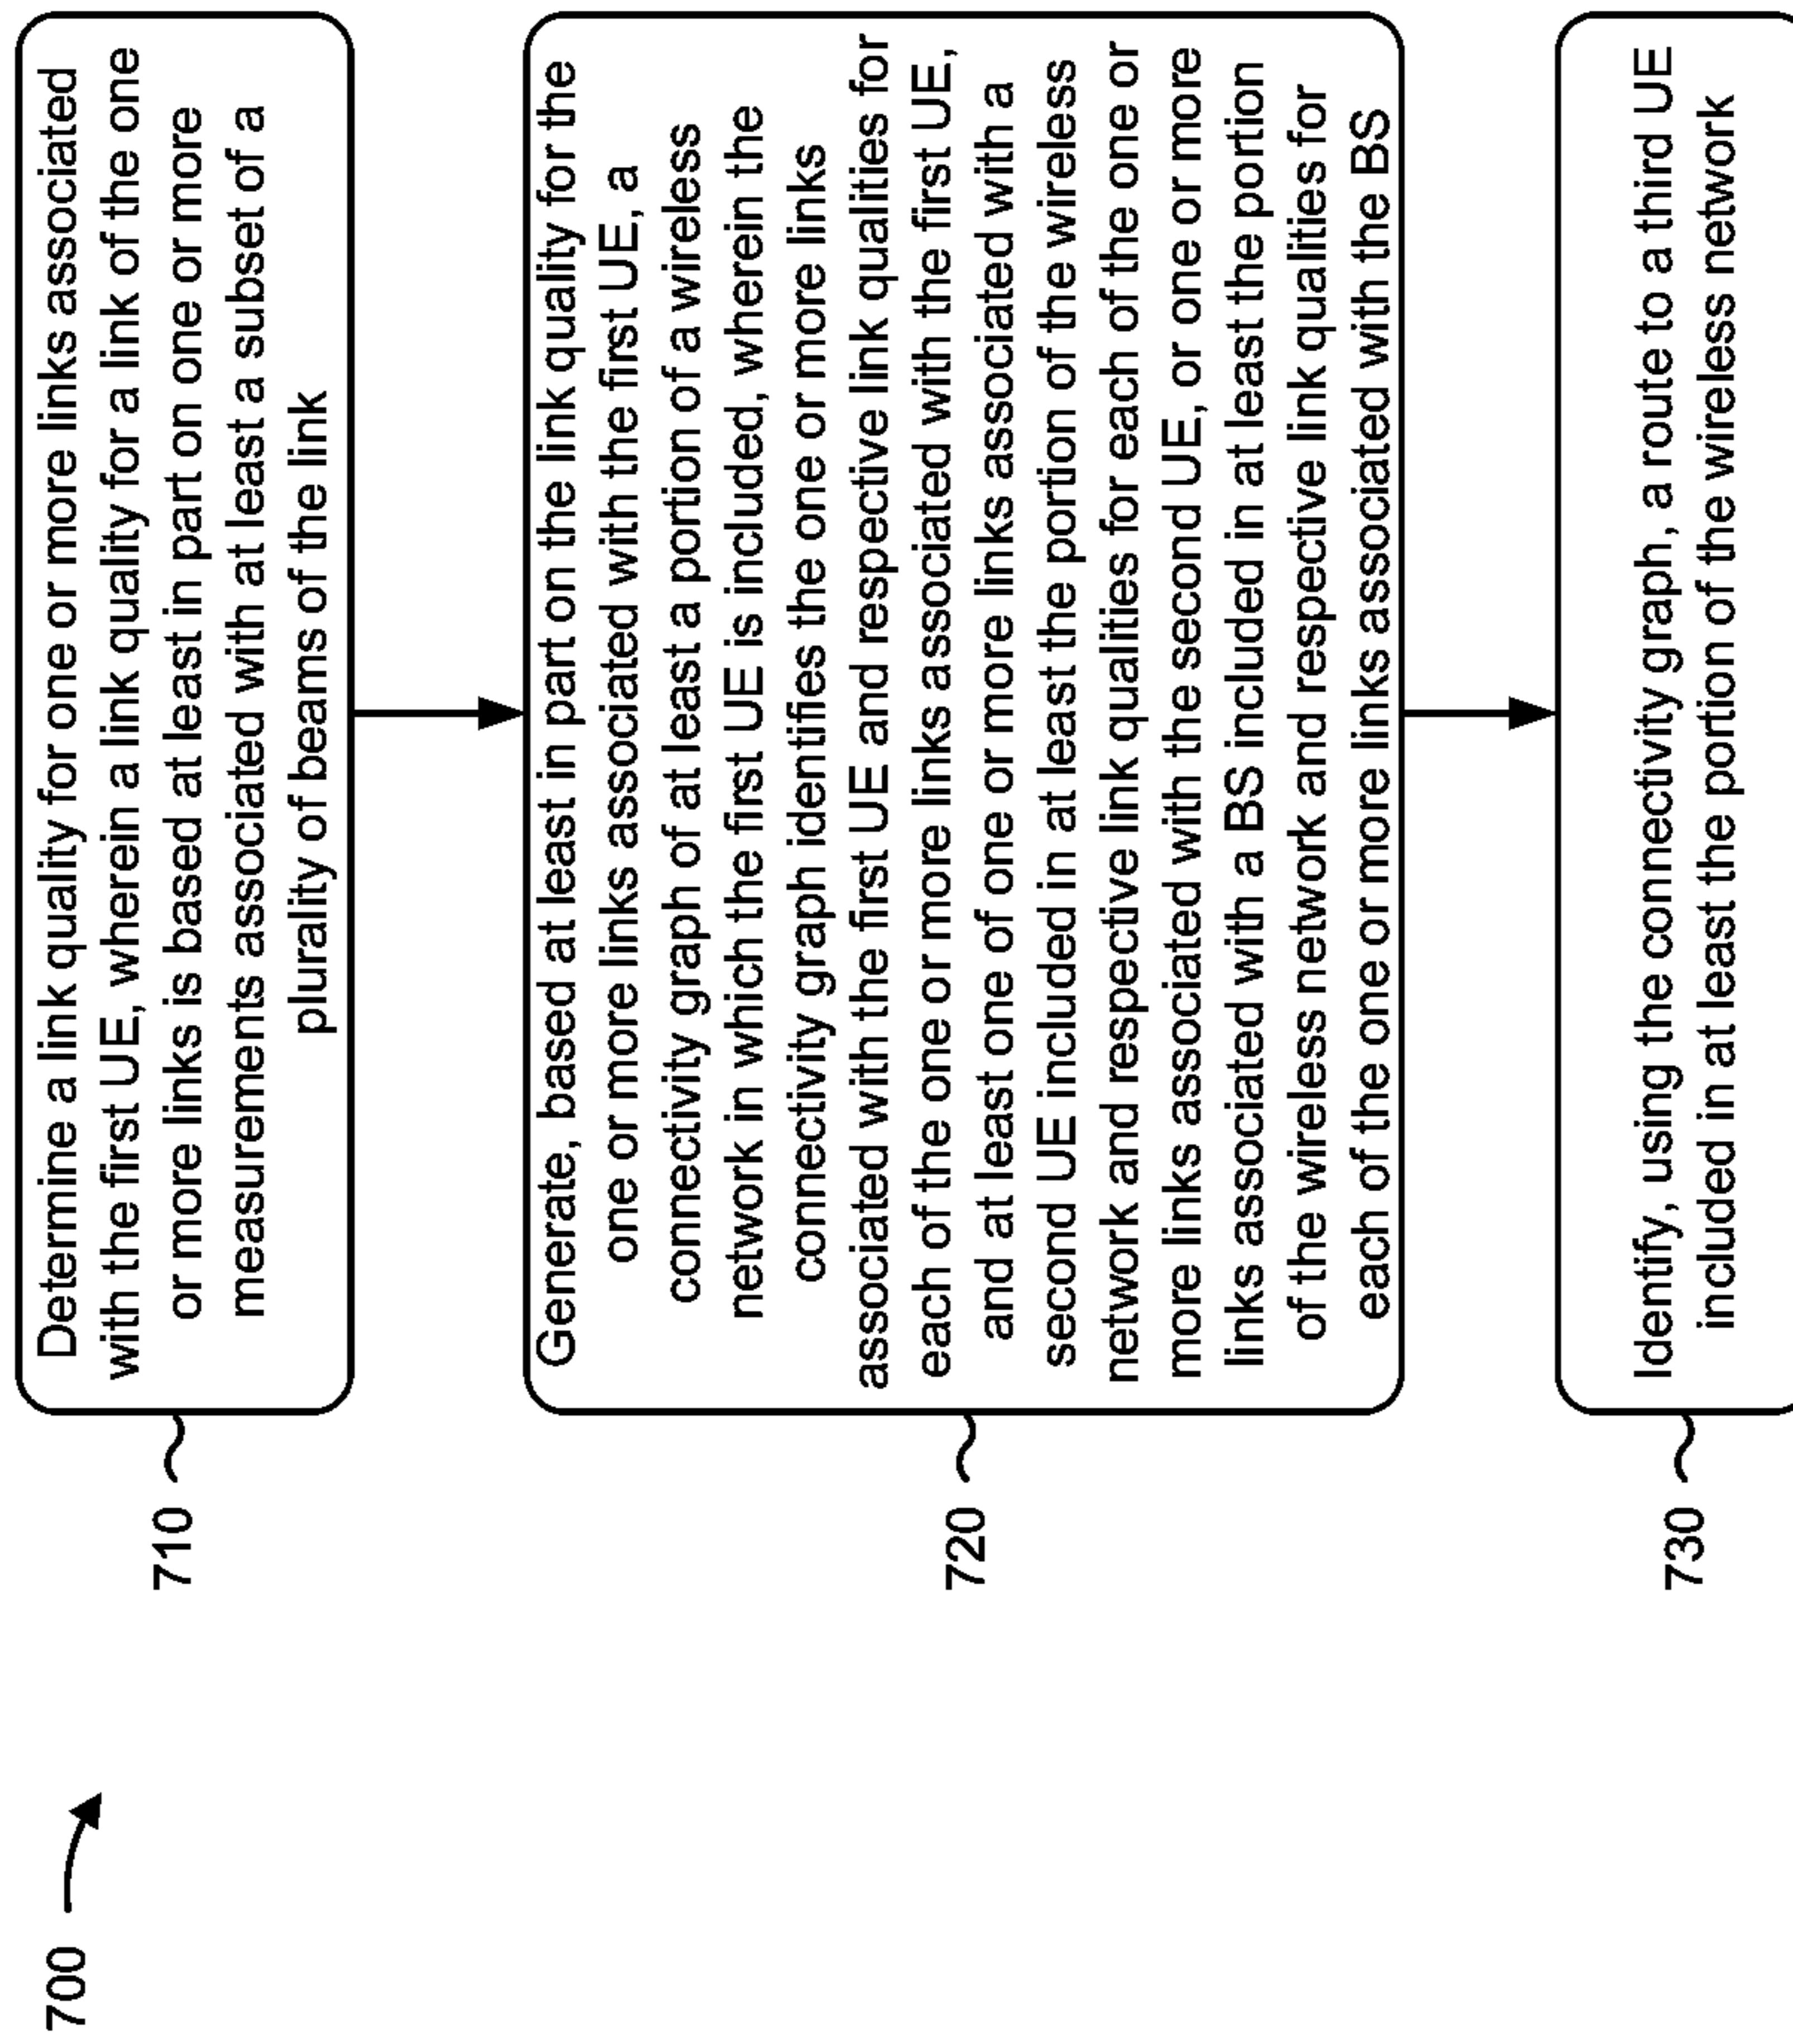 700
710
Determine a link quality for one or more links associated
with the first UE, wherein a link quality for a link of the one
or more links is based at least in part on one or more
measurements associated with at least a subset of a
plurality of beams of the link
720
Generate, based at least in part on the link quality for the
one or more links associated with the first UE, a
connectivity graph of at least a portion of a wireless
network in which the first UE is included, wherein the
connectivity graph identifies the one or more links
associated with the first UE and respective link qualities for
each of the one or more links associated with the first UE,
and at least one of one or more links associated with a
second UE included in at least the portion of the wireless
network and respective link qualities for each of the one or
more links associated with the second UE, or one or more
links associated with a BS included in at least the portion
of the wireless network and respective link qualities for
each of the one or more links associated with the BS
730
Identify, using the connectivity graph, a route to a third UE
included in at least the portion of the wireless network